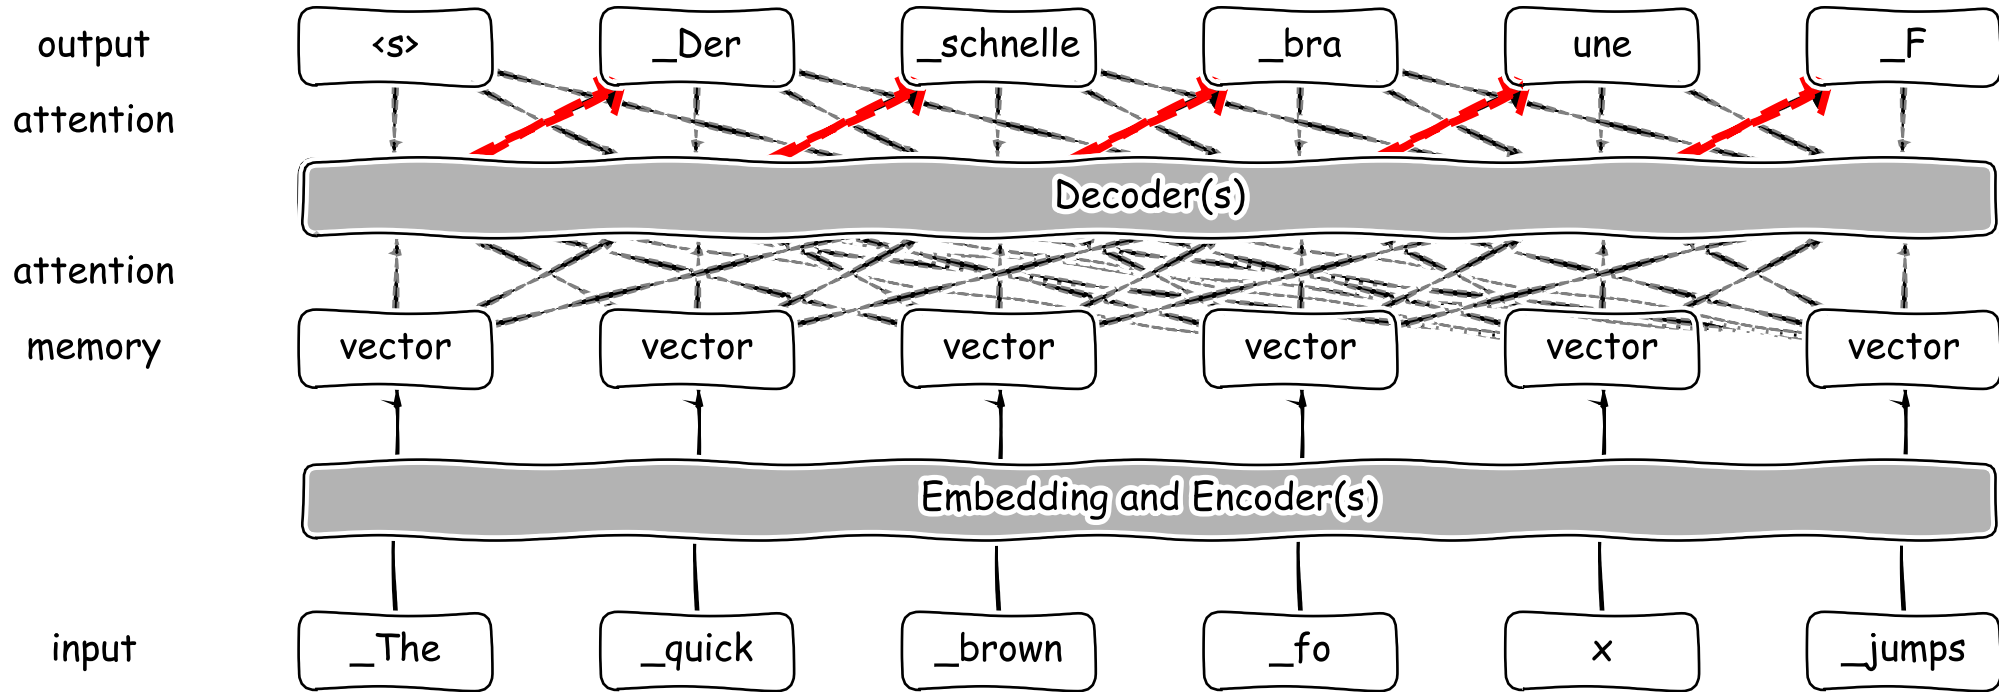 output <s> _Der _schnelle _bra une _F
attention
Decoder(s)
attention
memory vector vector vector vector vector vector
Embedding and Encoder(s)
input _The _quick _brown _fo x _jumps